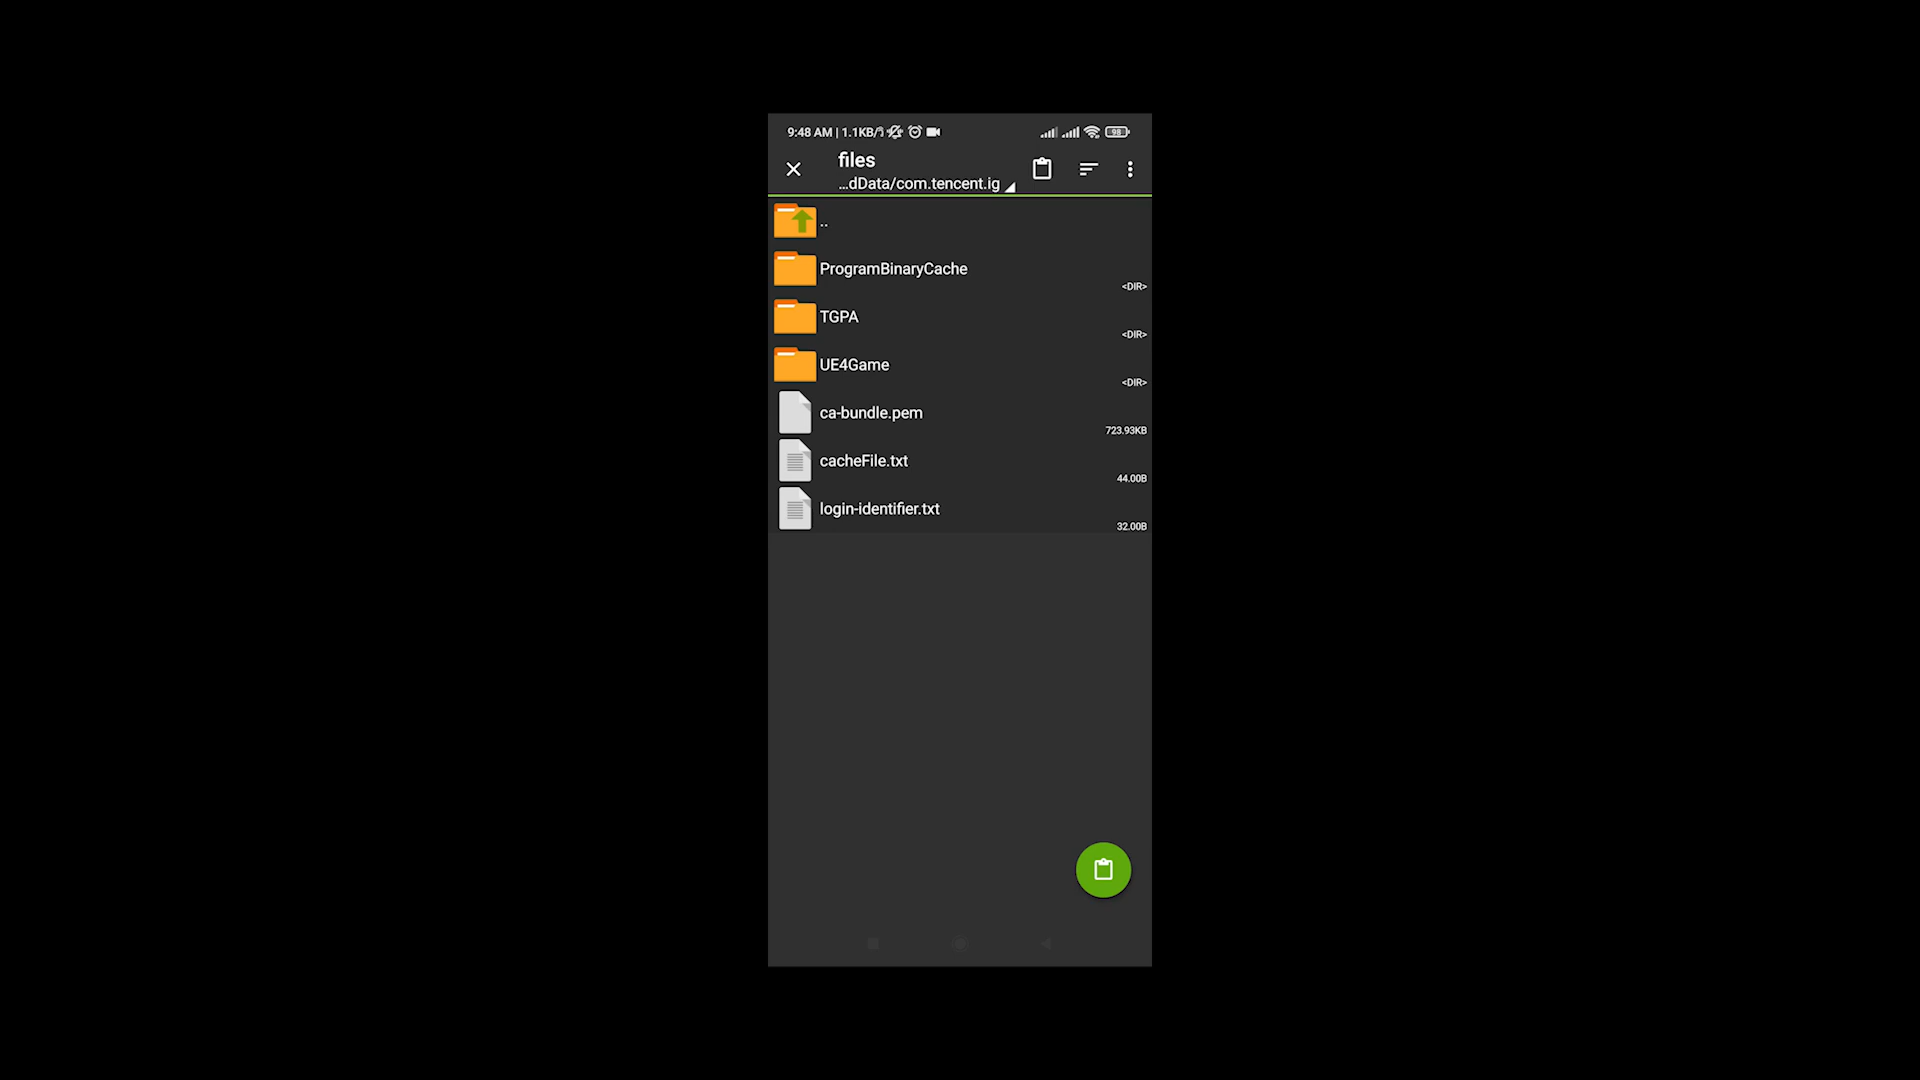 9:48 AM | 1.1KB/s
98
files
...dData/com.tencent.ig
..
ProgramBinaryCache
<DIR>
TGPA
<DIR>
UE4Game
<DIR>
ca-bundle.pem
723.93KB
cacheFile.txt
44.00B
login-identifier.txt
32.00B